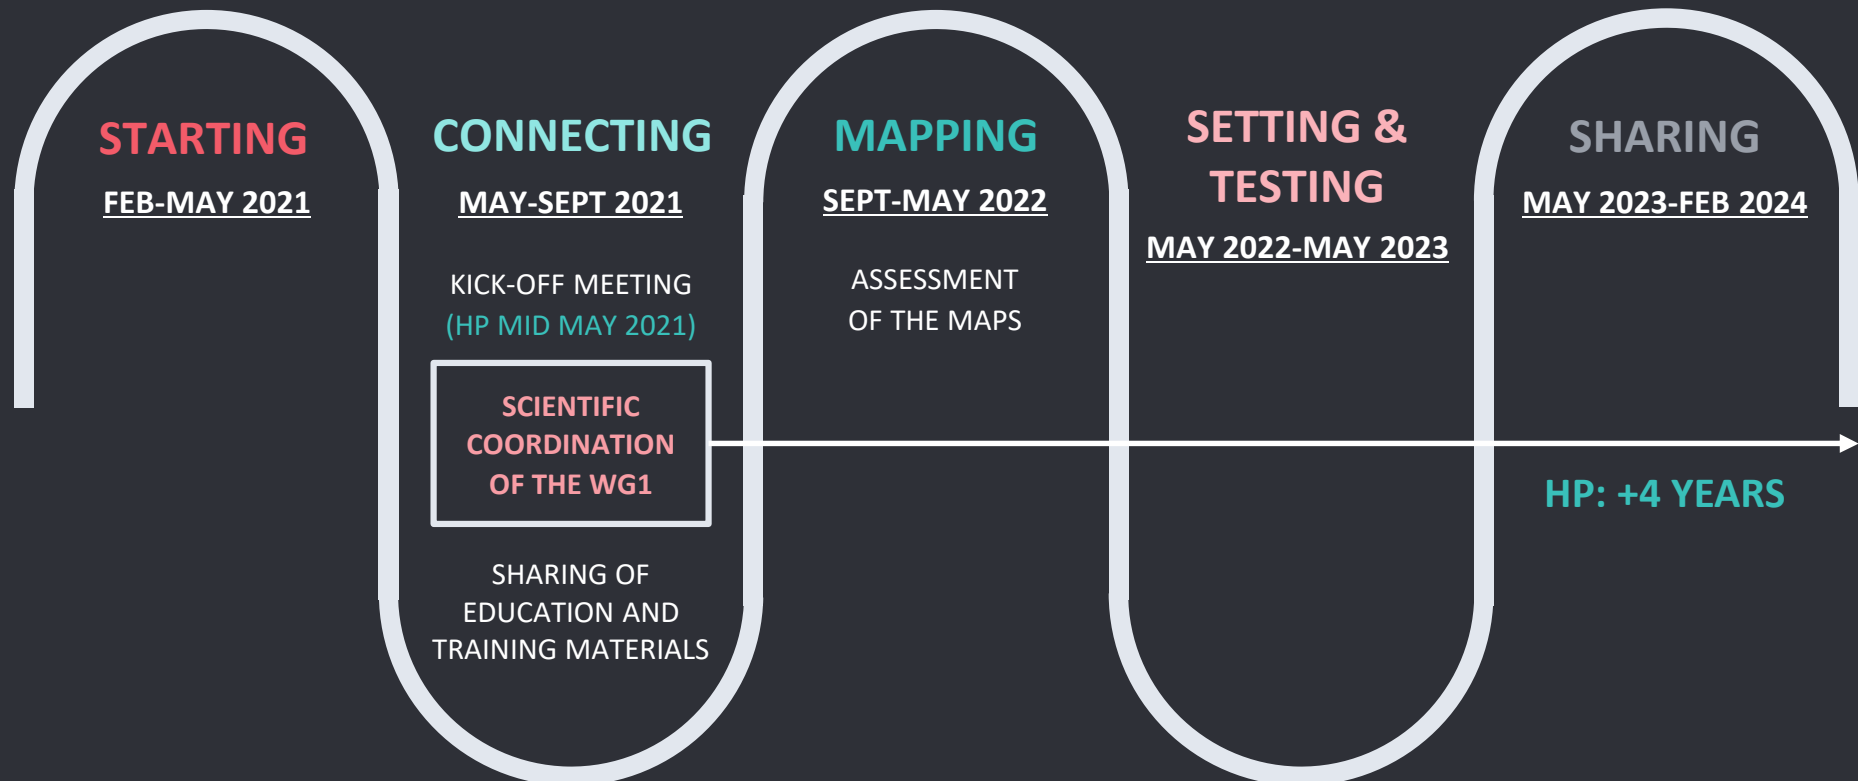 STARTING
FEB-MAY 2021
CONNECTING
MAY-SEPT 2021
KICK-OFF MEETING
(HP MID MAY 2021)
SCIENTIFIC
COORDINATION
OF THE WG1
SHARING OF
EDUCATION AND
TRAINING MATERIALS
MAPPING
SEPT-MAY 2022
ASSESSMENT
OF THE MAPS
SETTING &
TESTING
MAY 2022-MAY 2023
SHARING
MAY 2023-FEB 2024
HP: +4 YEARS